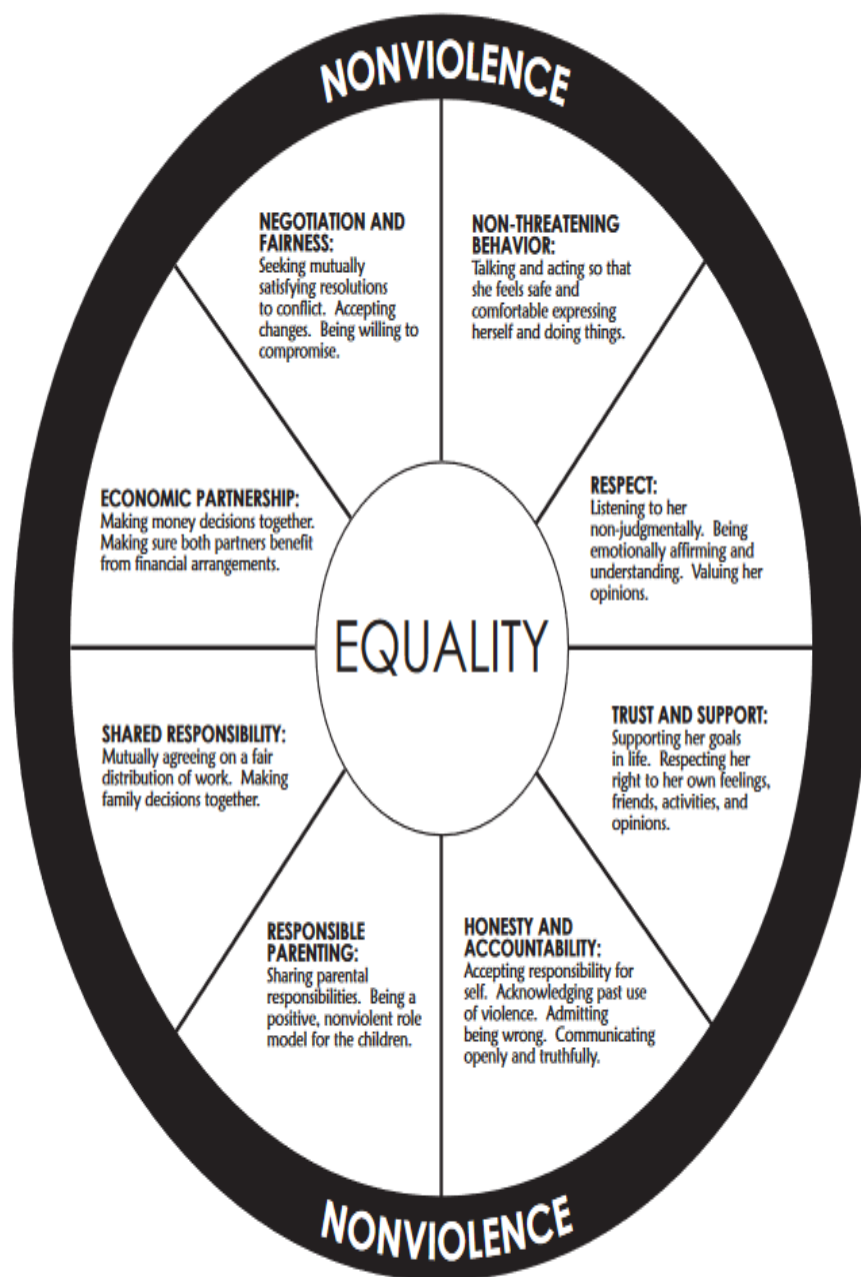 NONVIOLENCE
NEGOTIATION AND
FAIRNESS:
Seeking mutually
satisfying resolutions
to conflict. Accepting
changes. Being willing to
compromise.
NON-THREATENING
BEHAVIOR:
Talking and acting so that
she feels safe and
comfortable expressing
herself and doing things.
ECONOMIC PARTNERSHIP:
Making money decisions together.
Making sure both partners benefit
from financial arrangements.
RESPECT:
Listening to her
non-judgmentally. Being
emotionally affirming and
understanding. Valuing her
opinions.
EQUALITY
SHARED RESPONSIBILITY:
Mutually agreeing on a fair
distribution of work. Making
family decisions together.
TRUST AND SUPPORT:
Supporting her goals
in life. Respecting her
right to her own feelings,
friends, activities, and
opinions.
RESPONSIBLE
PARENTING:
Sharing parental
responsibilities. Being a
positive, nonviolent role
model for the children.
HONESTY AND
ACCOUNTABILITY:
Accepting responsibility for
self. Acknowledging past use
of violence. Admitting
being wrong. Communicating
openly and truthfully.
NONVIOLENCE